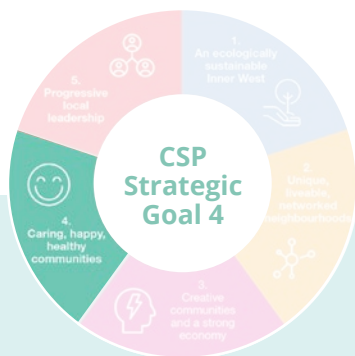 1.
An ecologically
sustainable
Inner West
2.
Unique,
liveable,
networked
neighbourhoods
3.
Creative
communities
and a strong
economy
4.
Caring, happy,
healthy
communities
5.
Progressive
local
leadership
CSP
Strategic
Goal 4